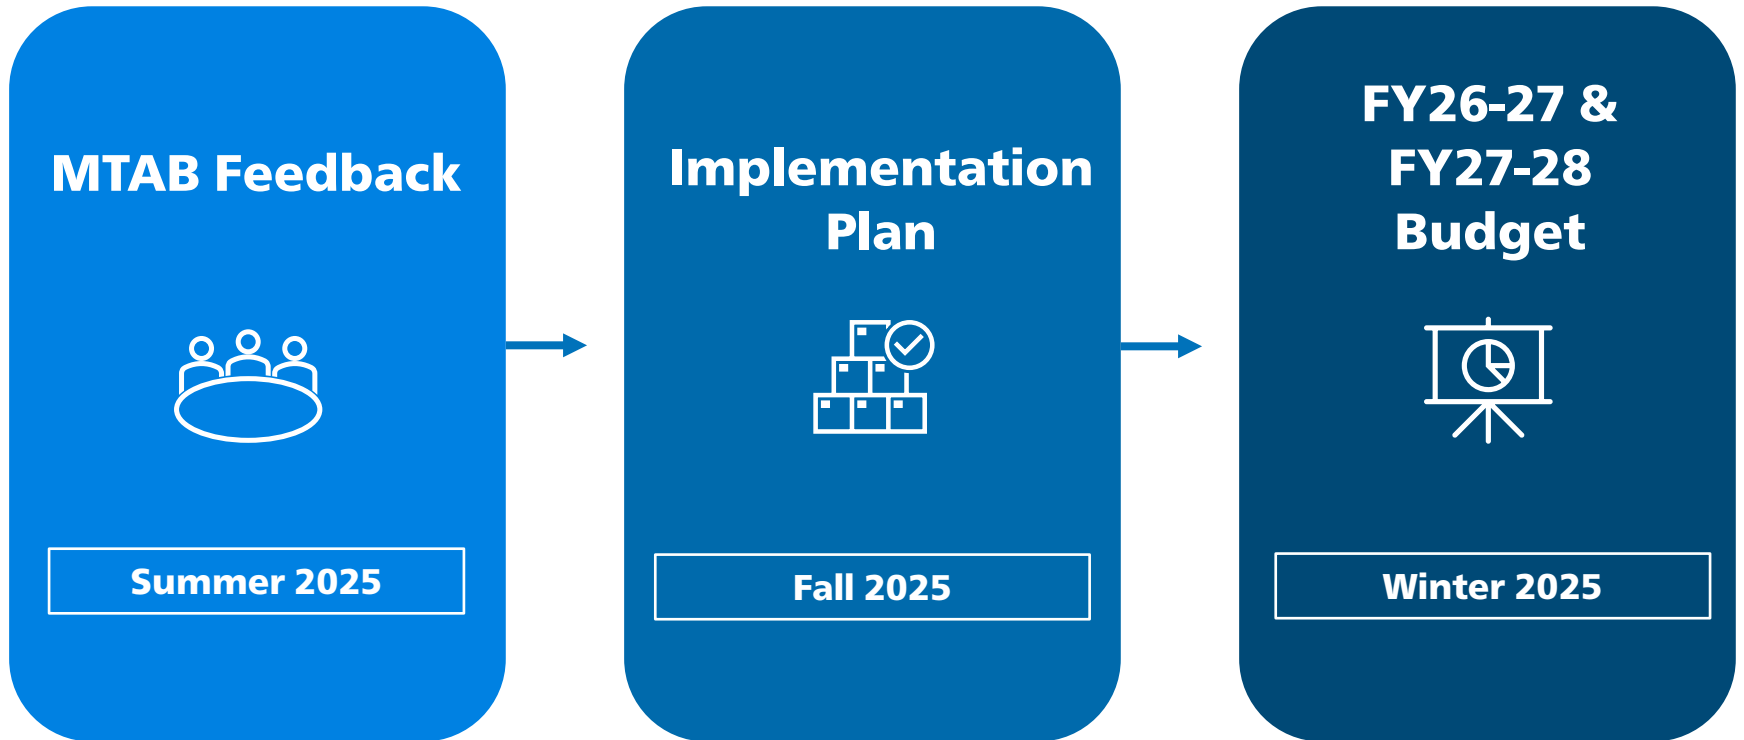 MTAB Feedback
Summer 2025
Implementation
Plan
Fall 2025
FY26-27 &
FY27-28
Budget
Winter 2025